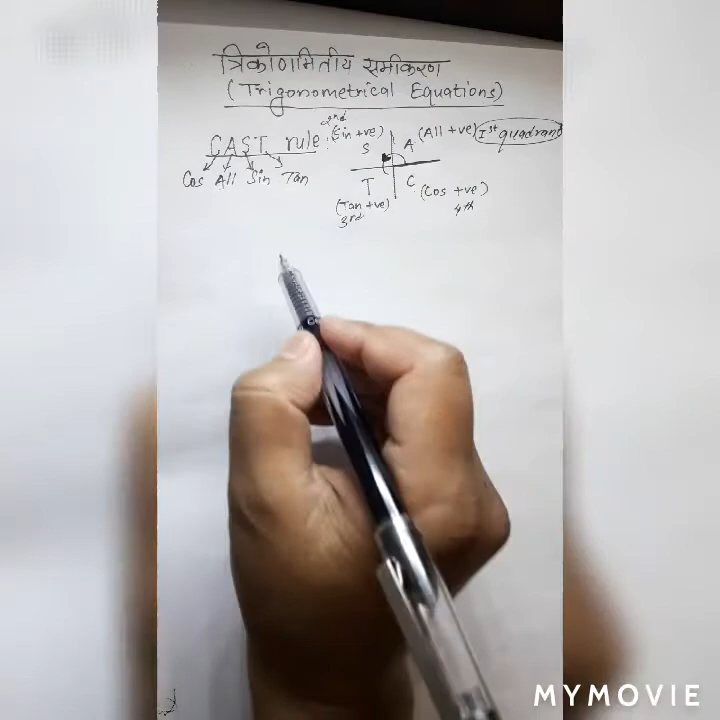 त्रिकोणमितीय समीकरण
(Trigonometrical Equations)
CAST rule:
Cos All Sin Tan
2nd (Sin +ve)
S
A (All +ve) Ist quadrant
T
(Tan +ve)
3rd
C (Cos +ve)
4th
MYMOVIE